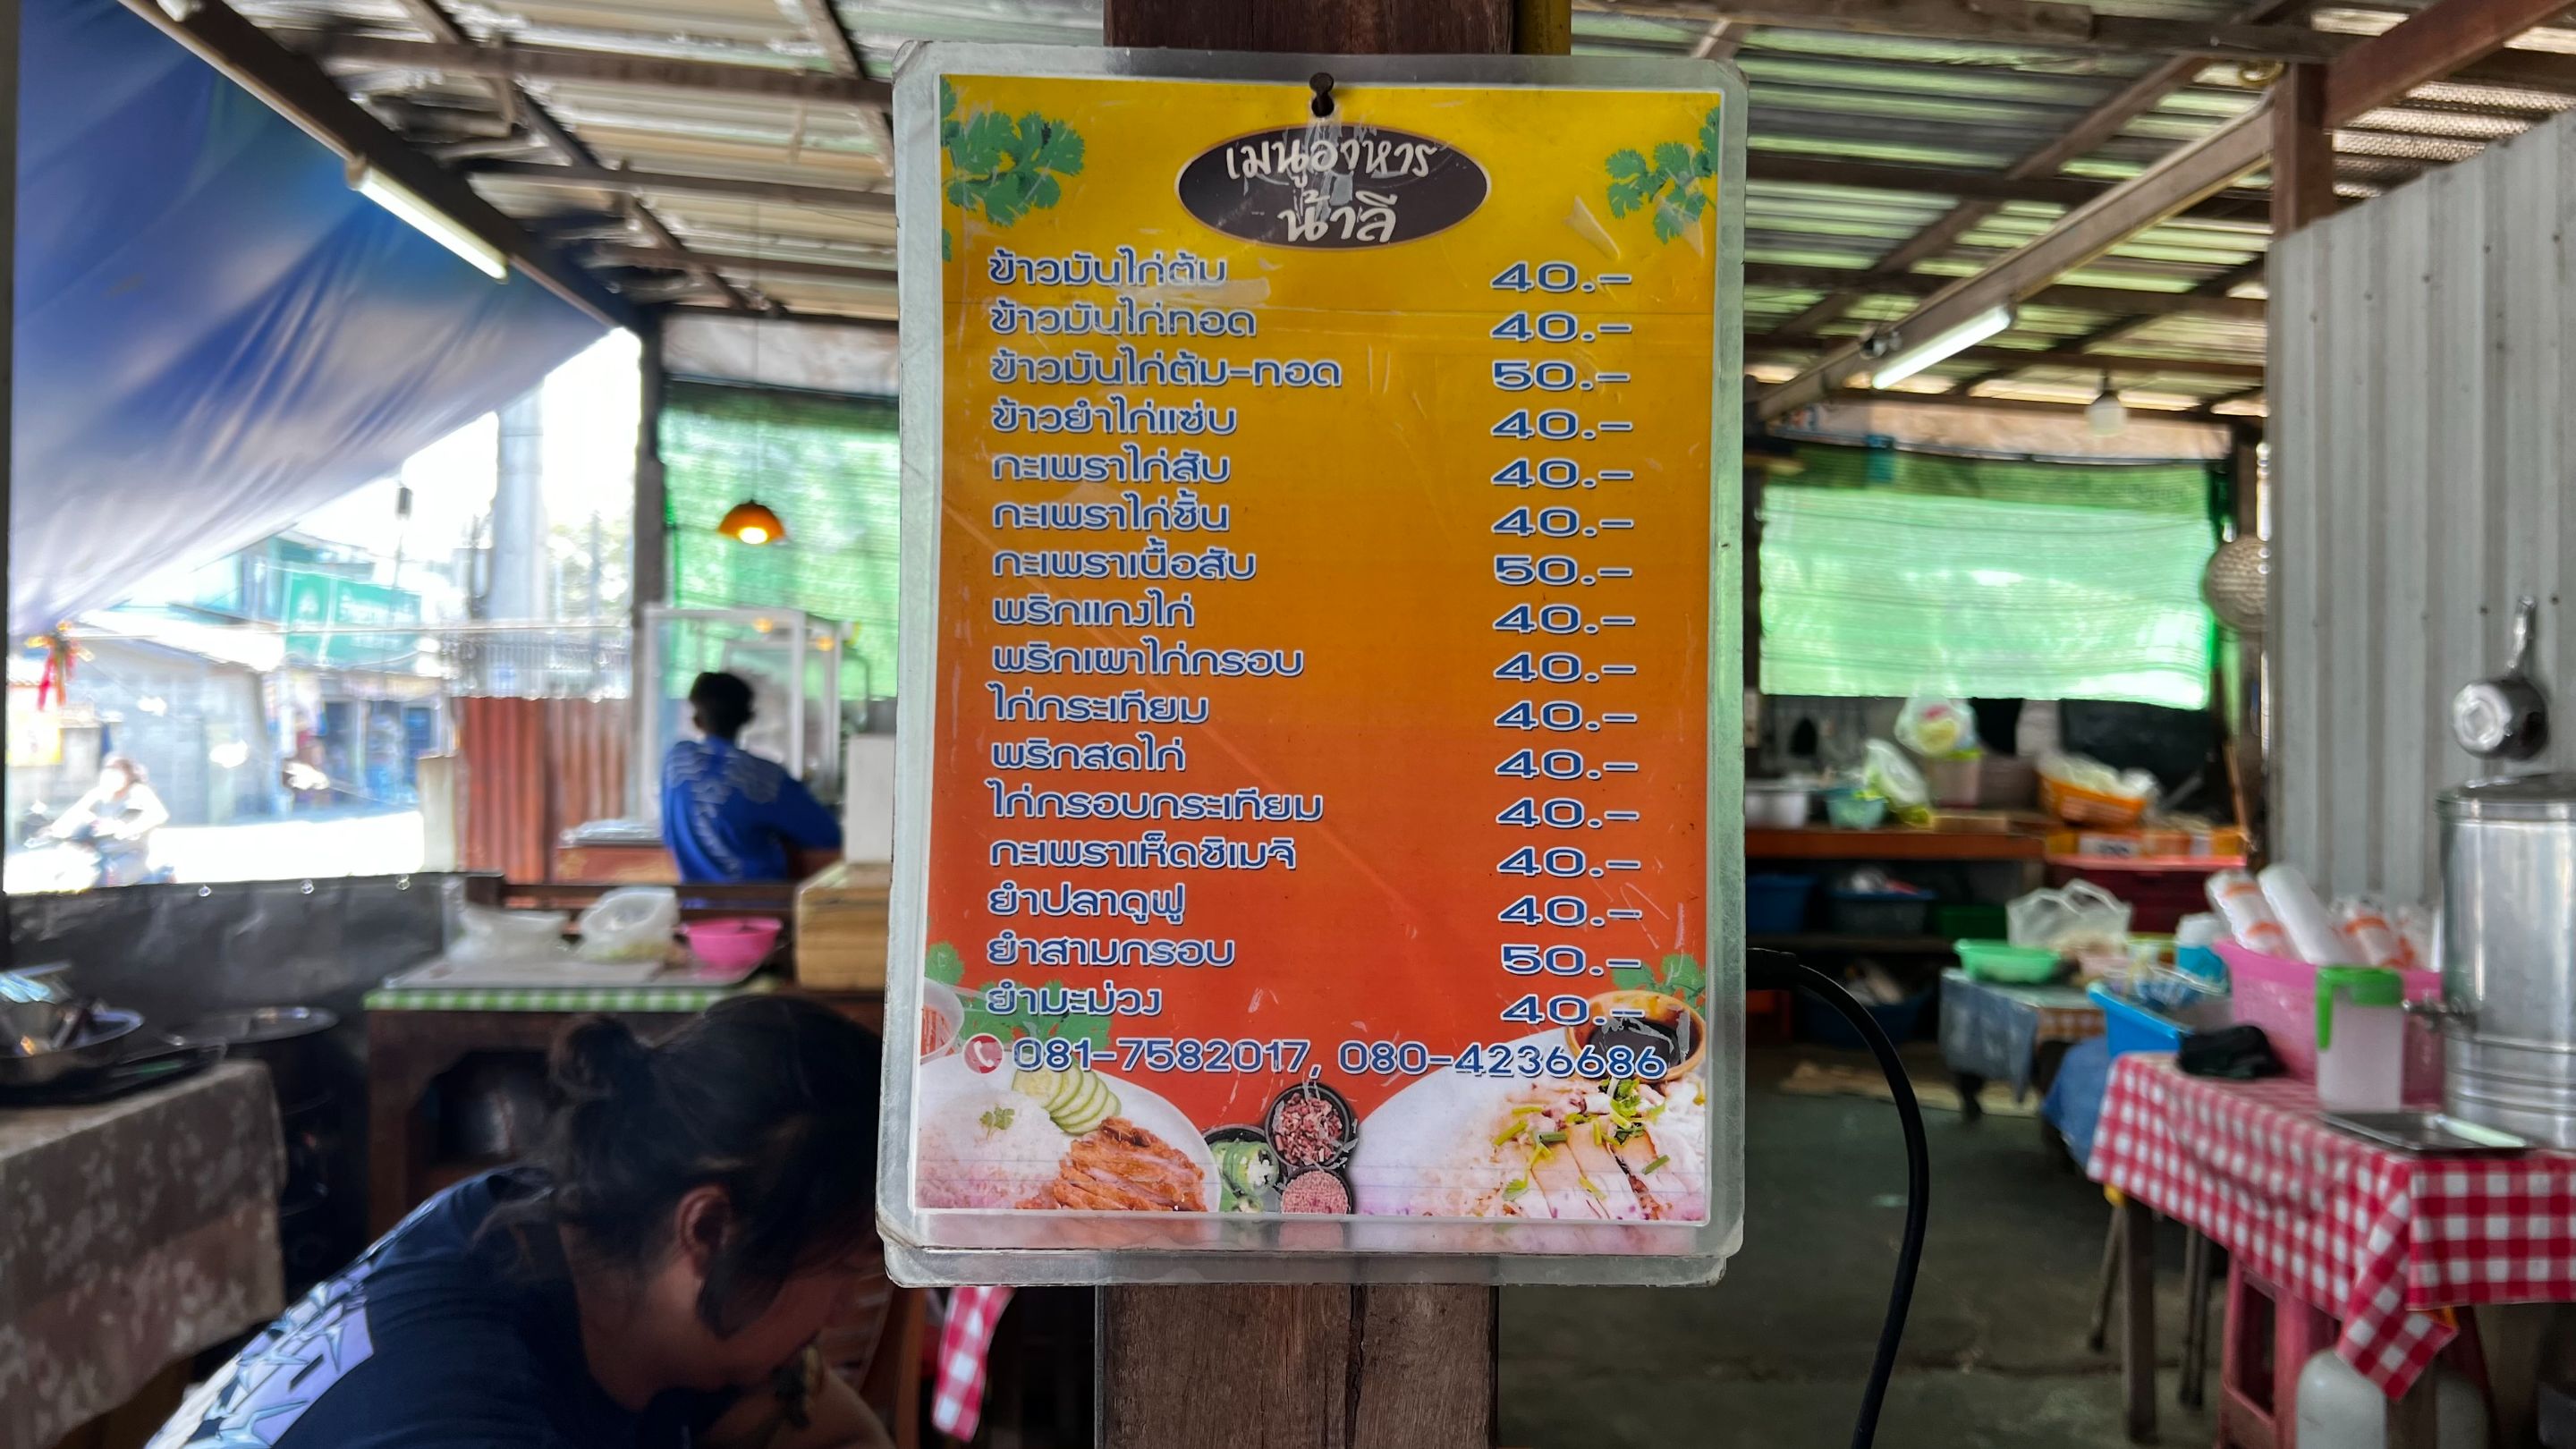 เมนูอาหาร
น้าลี
ข้าวมันไก่ต้ม 40.-
ข้าวมันไก่ทอด 40.-
ข้าวมันไก่ต้ม-ทอด 50.-
ข้าวยำไก่แซ่บ 40.-
กะเพราไก่สับ 40.-
กะเพราไก่ชิ้น 40.-
กะเพราเนื้อสับ 50.-
พริกแกงไก่ 40.-
พริกเผาไก่กรอบ 40.-
ไก่กระเทียม 40.-
พริกสดไก่ 40.-
ไก่กรอบกระเทียม 40.-
กะเพราเห็ดชิเมจิ 40.-
ยำปลาดูฟู 40.-
ยำสามกรอบ 50.-
ยำมะม่วง 40.-
081-7582017, 080-4236686